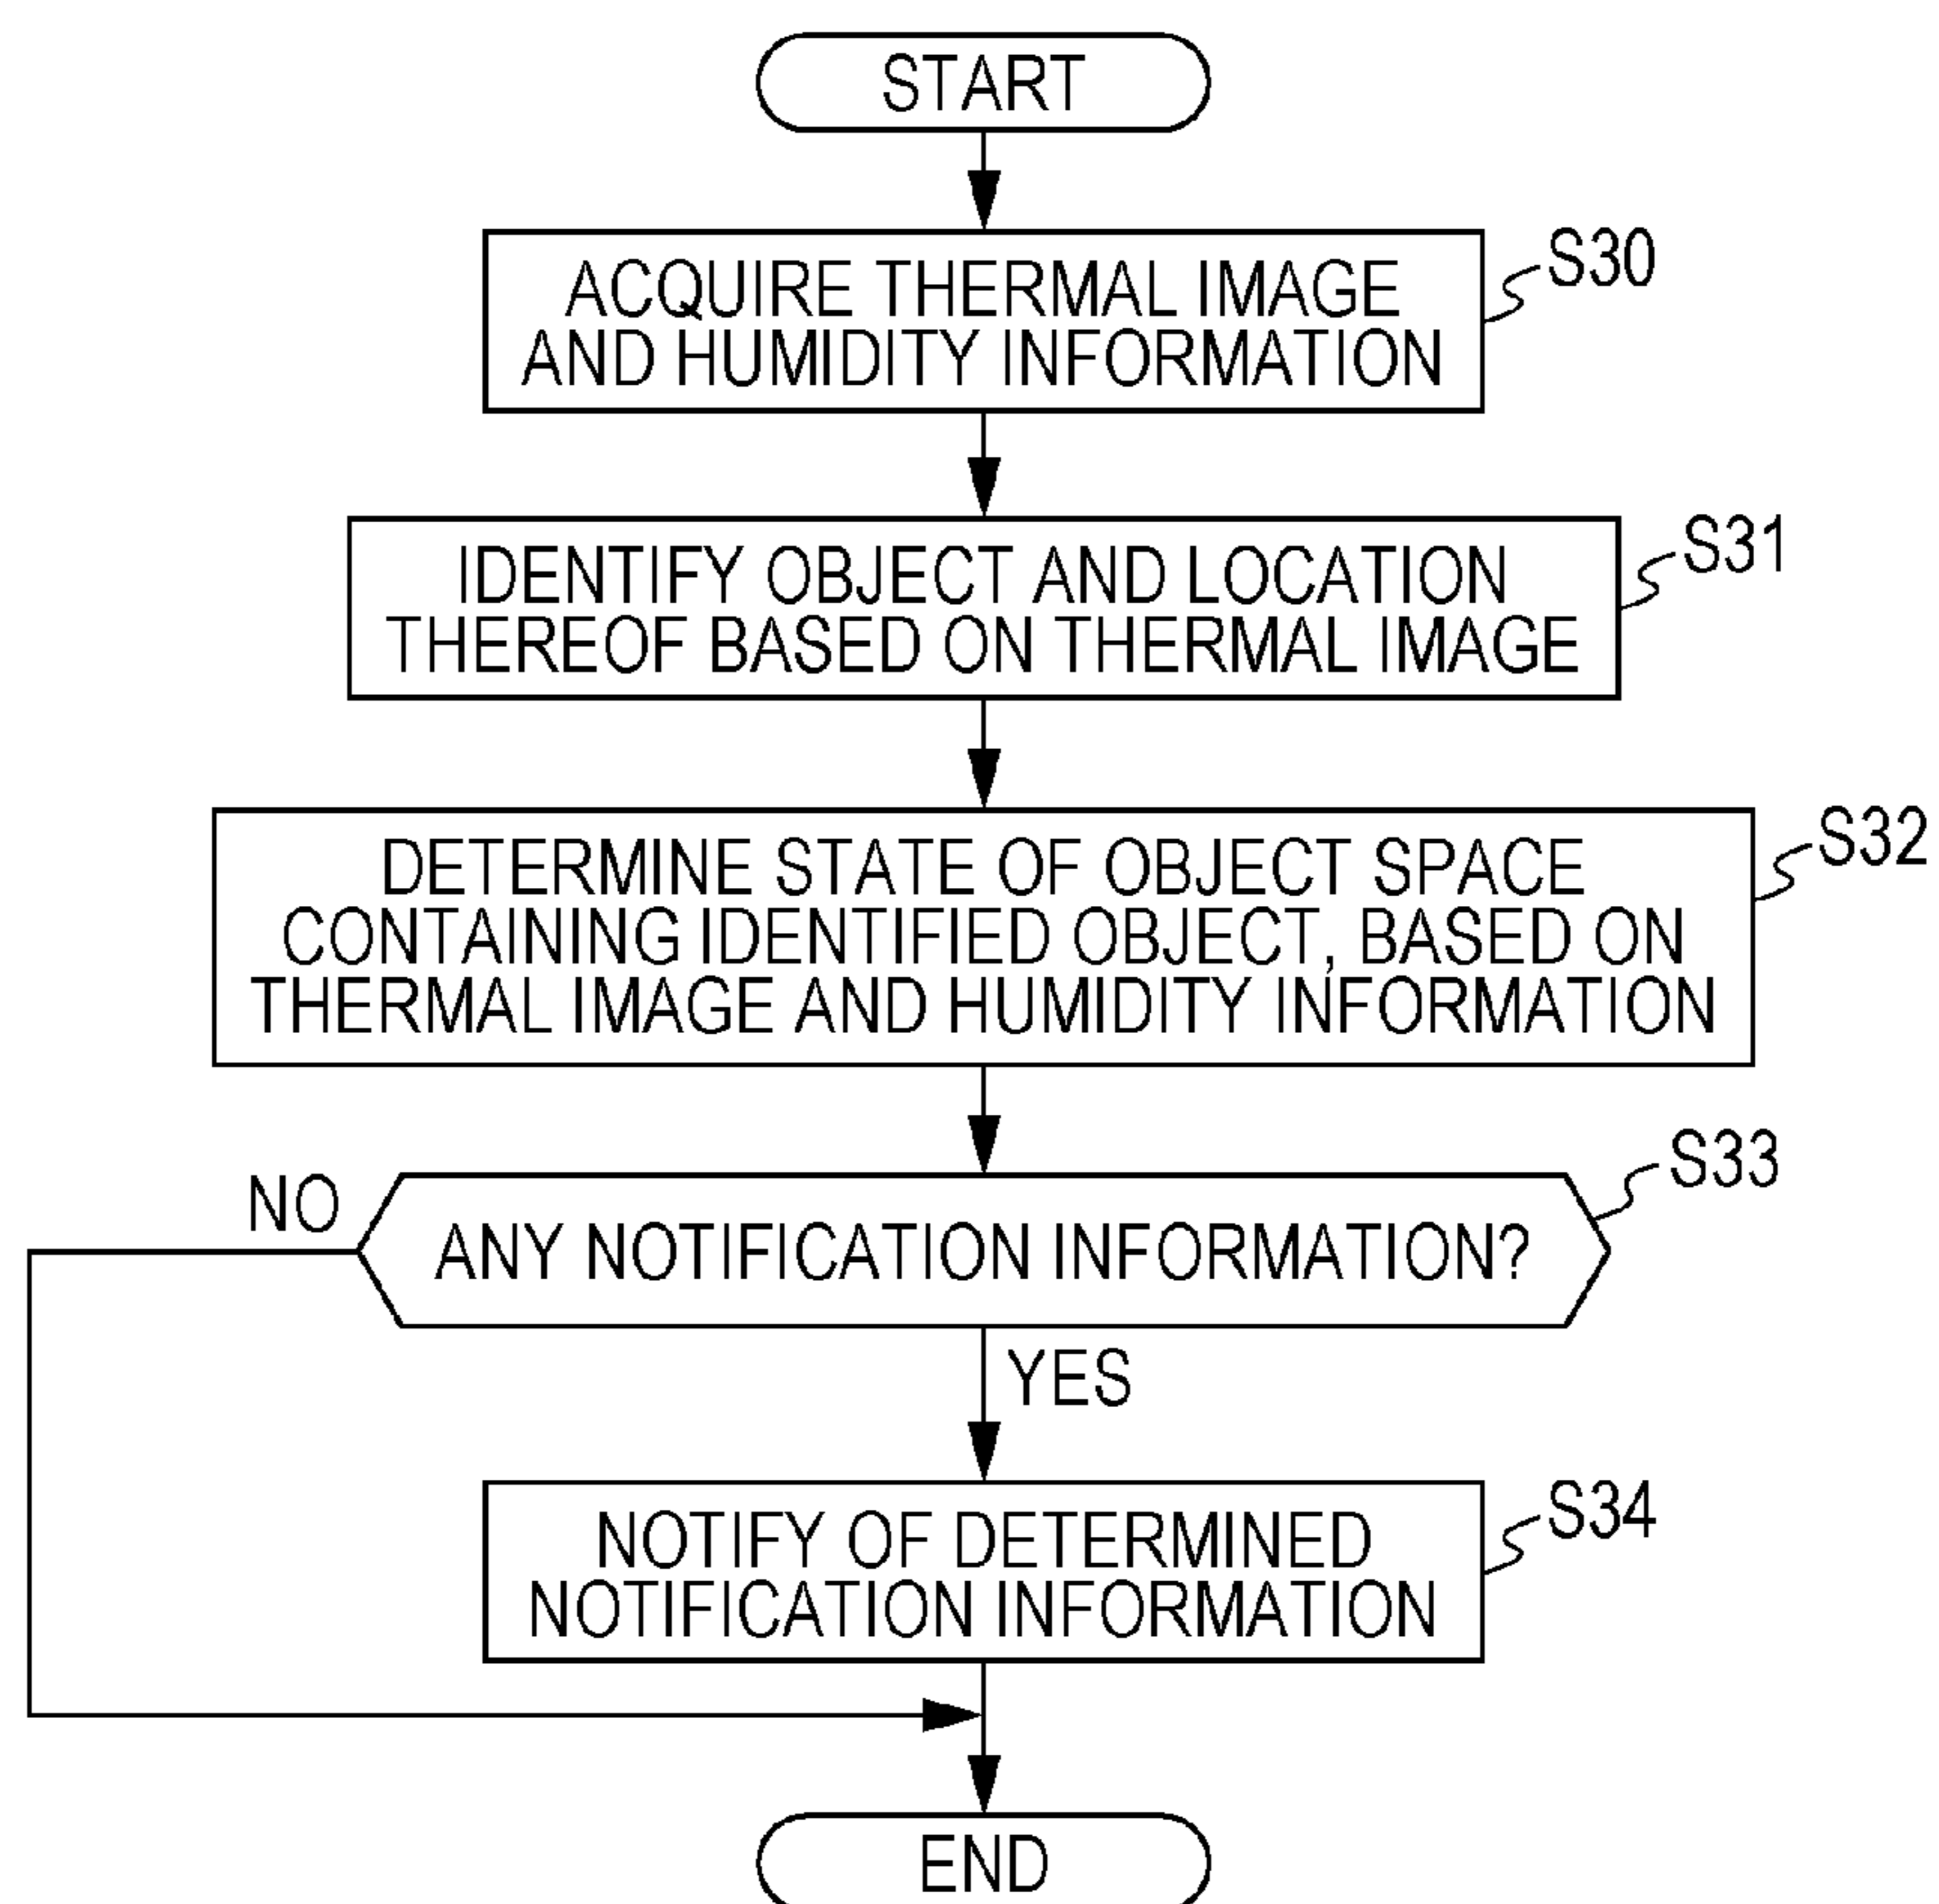 START
ACQUIRE THERMAL IMAGE
AND HUMIDITY INFORMATION
S30
IDENTIFY OBJECT AND LOCATION
THEREOF BASED ON THERMAL IMAGE
S31
DETERMINE STATE OF OBJECT SPACE
CONTAINING IDENTIFIED OBJECT, BASED ON
THERMAL IMAGE AND HUMIDITY INFORMATION
S32
ANY NOTIFICATION INFORMATION?
S33
NO
YES
NOTIFY OF DETERMINED
NOTIFICATION INFORMATION
S34
END